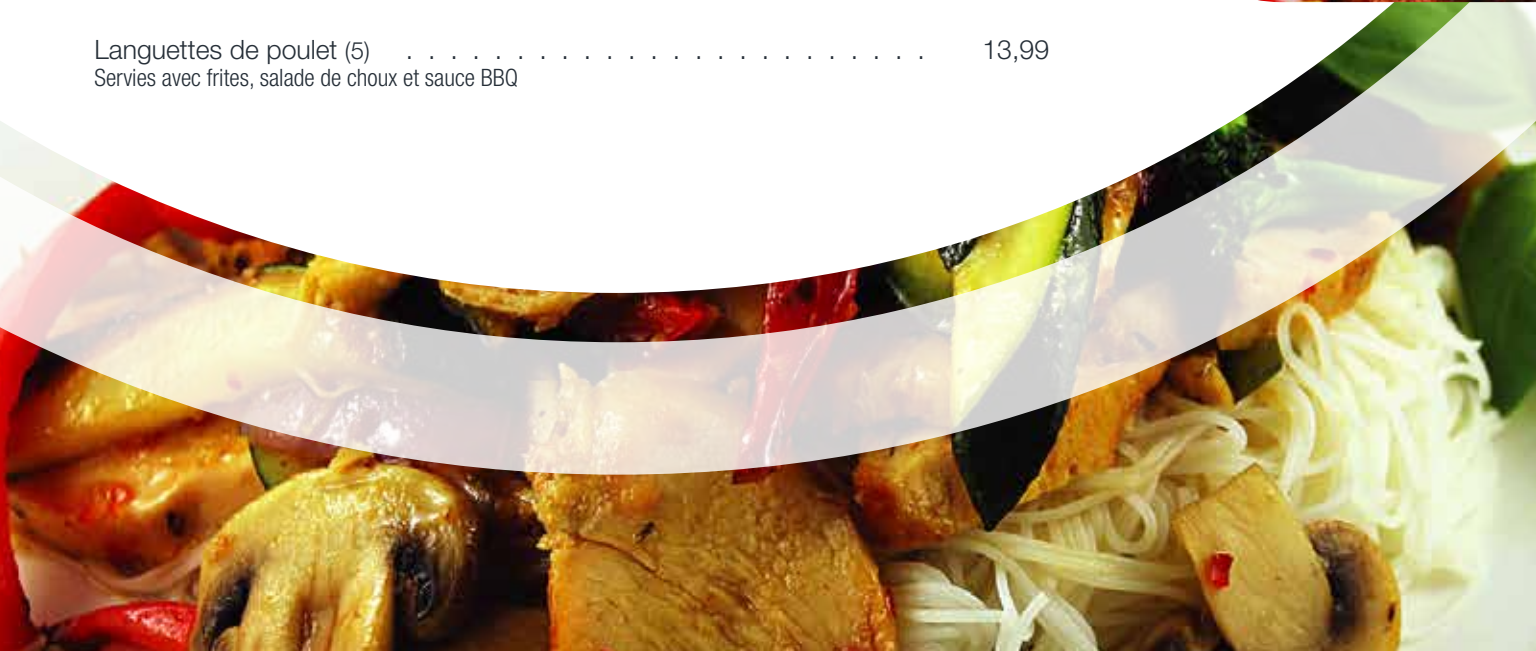 Languettes de poulet (5) . . . . . . . . . . . . . . . . . . . . . . . . 13,99
Servies avec frites, salade de choux et sauce BBQ